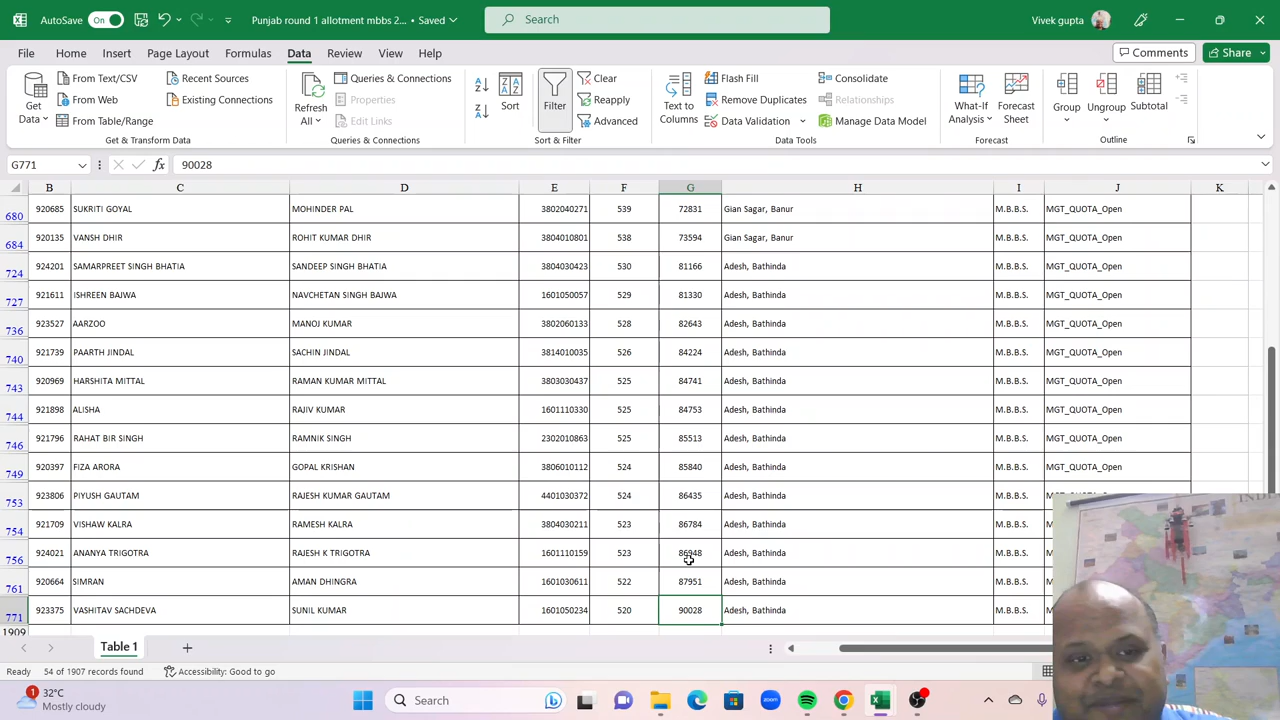 AutoSave On Punjab round 1 allotment mbbs 2... • Saved Search Vivek gupta
File Home Insert Page Layout Formulas Data Review View Help Comments Share
Get Data From Text/CSV Recent Sources Refresh All Queries & Connections Sort Filter Clear Text to Columns Flash Fill Consolidate What-If Analysis Forecast Sheet Group Ungroup Subtotal
From Web Existing Connections Properties Reapply Remove Duplicates Relationships
From Table/Range Edit Links Advanced Data Validation Manage Data Model
Get & Transform Data Queries & Connections Sort & Filter Data Tools Forecast Outline
G771 fx 90028
B C D E F G H I J K
680 920685 SUKRITI GOYAL MOHINDER PAL 3802040271 539 72831 Gian Sagar, Banur M.B.B.S. MGT_QUOTA_Open
684 920135 VANSH DHIR ROHIT KUMAR DHIR 3804010801 538 73594 Gian Sagar, Banur M.B.B.S. MGT_QUOTA_Open
724 924201 SAMARPREET SINGH BHATIA SANDEEP SINGH BHATIA 3804030423 530 81166 Adesh, Bathinda M.B.B.S. MGT_QUOTA_Open
727 921611 ISHREEN BAJWA NAVCHETAN SINGH BAJWA 1601050057 529 81330 Adesh, Bathinda M.B.B.S. MGT_QUOTA_Open
736 923527 AARZOO MANOJ KUMAR 3802060133 528 82643 Adesh, Bathinda M.B.B.S. MGT_QUOTA_Open
740 921739 PAARTH JINDAL SACHIN JINDAL 3814010035 526 84224 Adesh, Bathinda M.B.B.S. MGT_QUOTA_Open
743 920969 HARSHITA MITTAL RAMAN KUMAR MITTAL 3803030437 525 84741 Adesh, Bathinda M.B.B.S. MGT_QUOTA_Open
744 921898 ALISHA RAJIV KUMAR 1601110330 525 84753 Adesh, Bathinda M.B.B.S. MGT_QUOTA_Open
746 921796 RAHAT BIR SINGH RAMNIK SINGH 2302010863 525 85513 Adesh, Bathinda M.B.B.S. MGT_QUOTA_Open
749 920397 FIZA ARORA GOPAL KRISHAN 3806010112 524 85840 Adesh, Bathinda M.B.B.S. MGT_QUOTA_Open
753 923806 PIYUSH GAUTAM RAJESH KUMAR GAUTAM 4401030372 524 86435 Adesh, Bathinda M.B.B.S.
754 921709 VISHAW KALRA RAMESH KALRA 3804030211 523 86784 Adesh, Bathinda M.B.B.S.
756 924021 ANANYA TRIGOTRA RAJESH K TRIGOTRA 1601110159 523 86948 Adesh, Bathinda M.B.B.S.
761 920664 SIMRAN AMAN DHINGRA 1601030611 522 87951 Adesh, Bathinda M.B.B.S.
771 923375 VASHITAV SACHDEVA SUNIL KUMAR 1601050234 520 90028 Adesh, Bathinda M.B.B.S.
1909
Table 1
Ready 54 of 1907 records found Accessibility: Good to go
1 32°C Search
Mostly cloudy